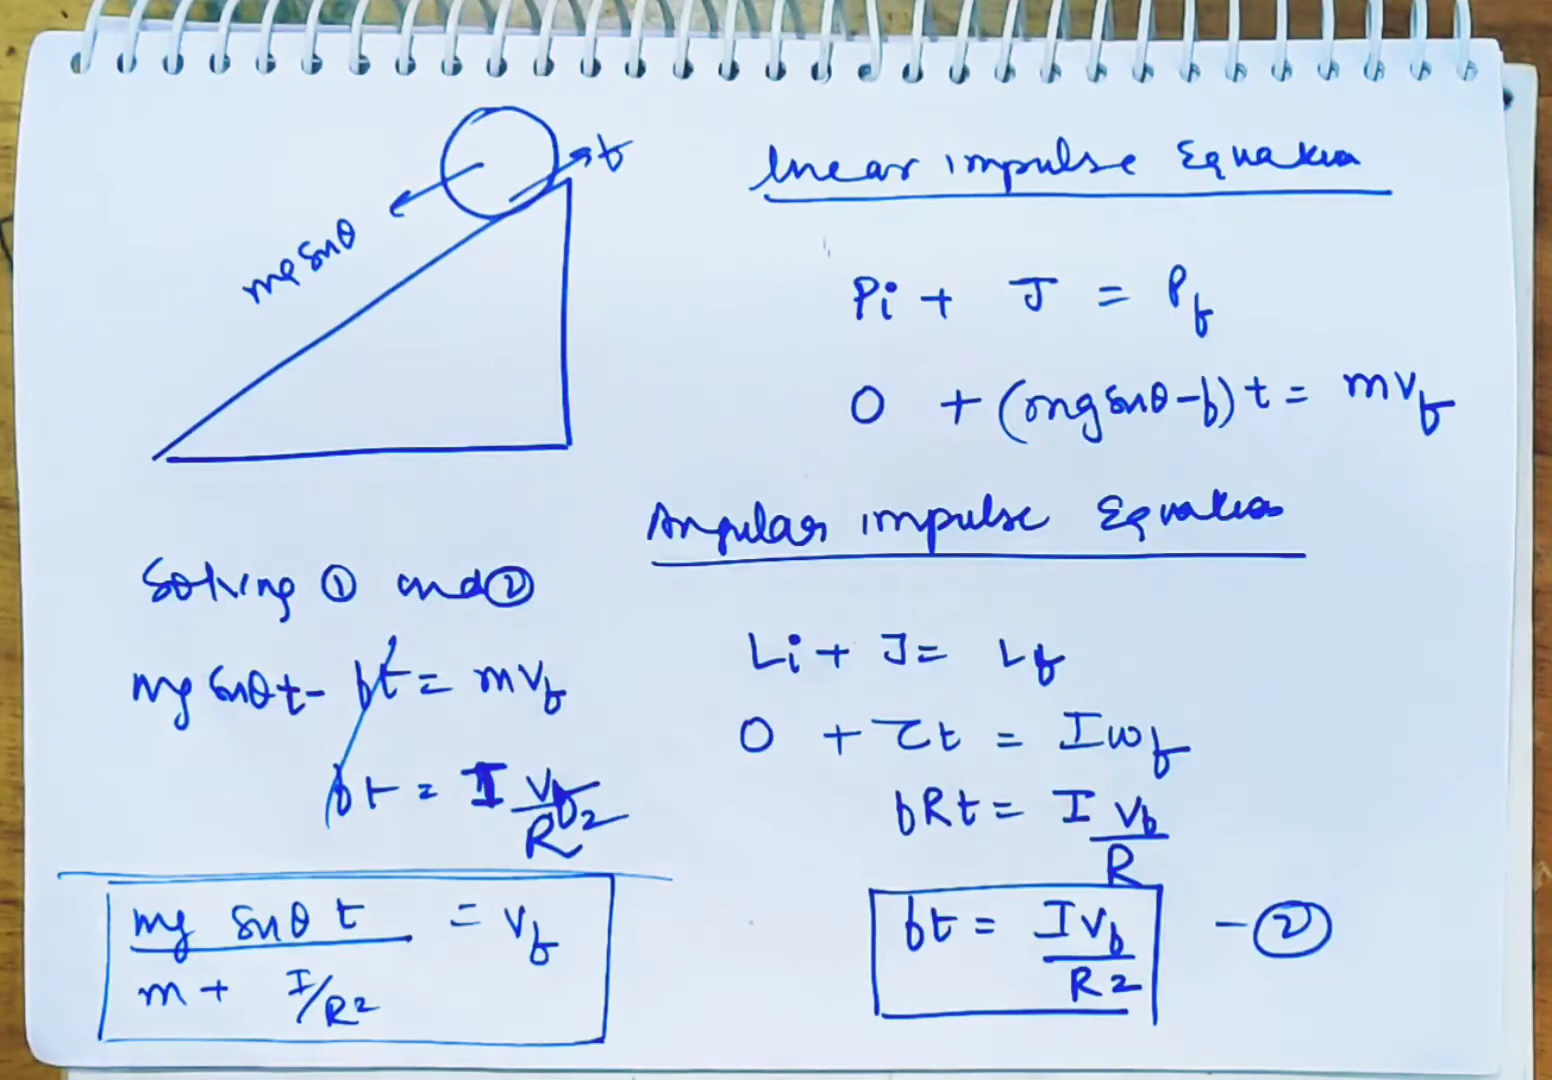 f
mg sinθ
linear impulse Equation
Pi + J = Pf
0 + (mg sinθ - f) t = mVf
Angular impulse Equation
Li + J = Lf
0 + τt = Iωf
fRt = I Vf/R
ft = IVf/R2 - ②
Solving ① and ②
mg sinθ t - ft = mVf
ft = I Vf/R2
mg sinθ t / m + I/R2 = Vf